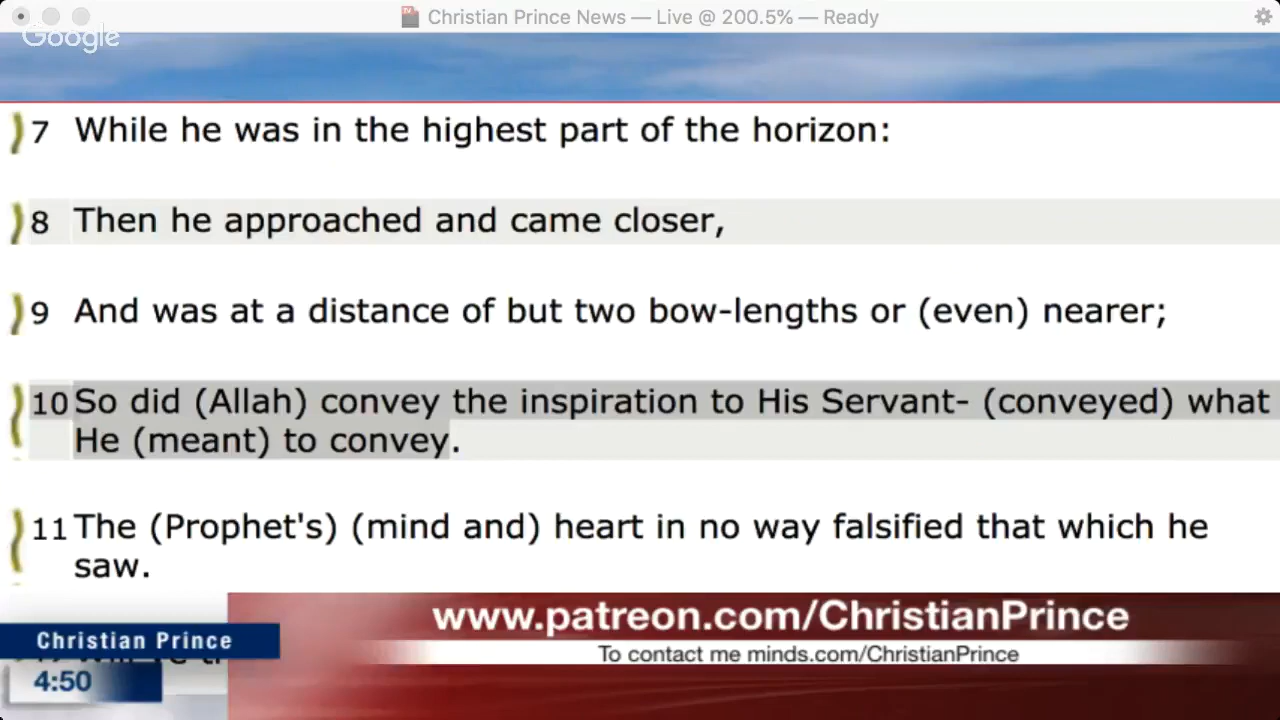 Christian Prince News — Live @ 200.5% — Ready
Google
7 While he was in the highest part of the horizon:
8 Then he approached and came closer,
9 And was at a distance of but two bow-lengths or (even) nearer;
10 So did (Allah) convey the inspiration to His Servant- (conveyed) what
He (meant) to convey.
11 The (Prophet's) (mind and) heart in no way falsified that which he
saw.
www.patreon.com/ChristianPrince
Christian Prince
To contact me minds.com/ChristianPrince
4:50